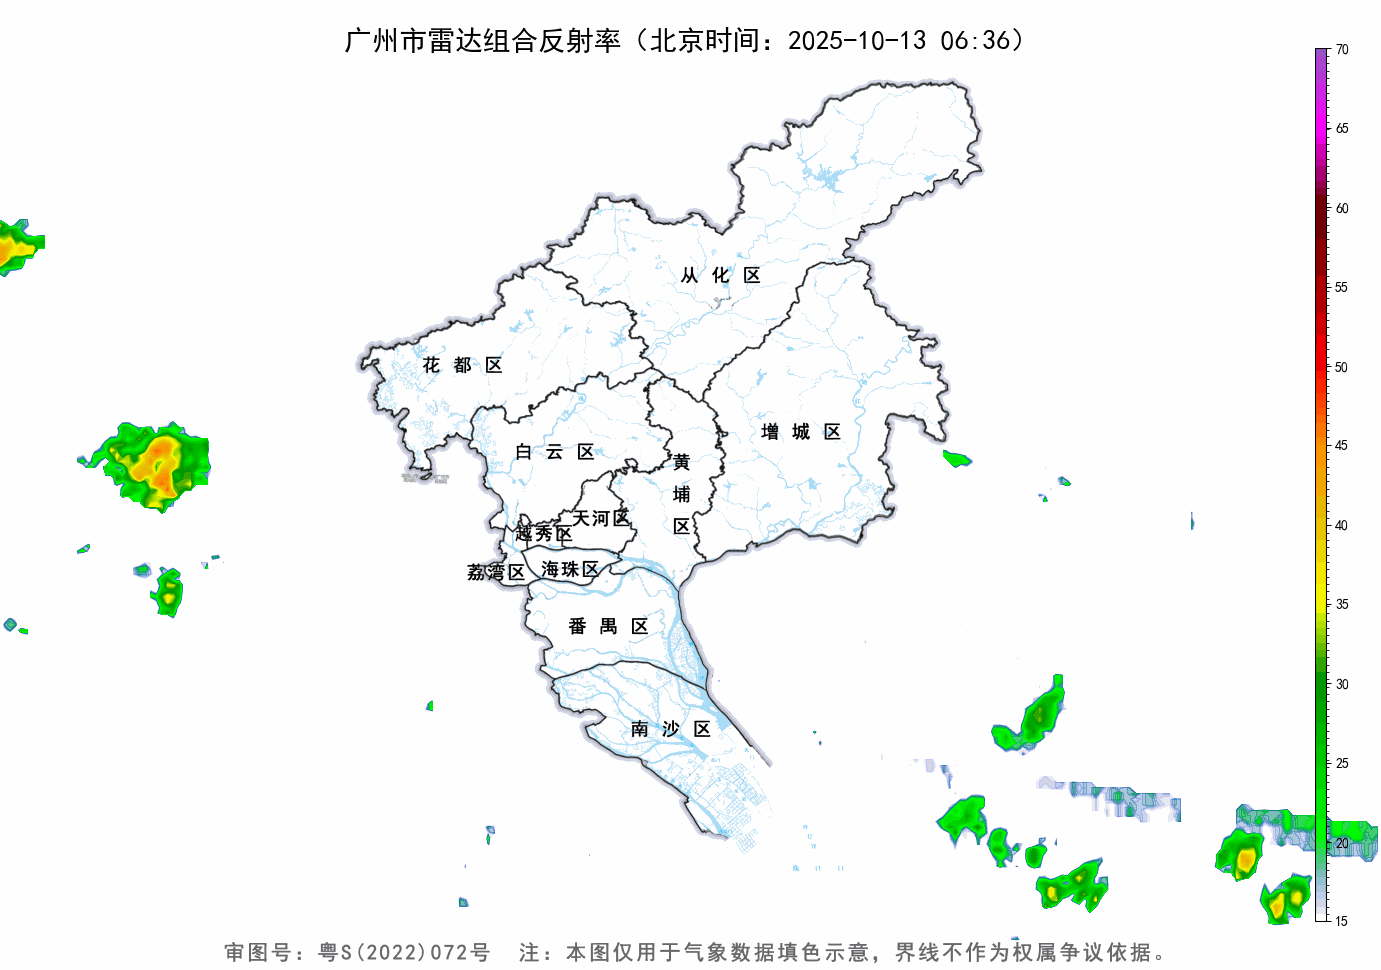 广州市雷达组合反射率（北京时间：2025-10-13 06:36）
70
65
60
55
50
45
40
35
30
25
20
15
从化区
花都区
增城区
白云区
黄埔区
天河区
越秀区
荔湾区
海珠区
番禺区
南沙区
审图号：粤S(2022)072号 注：本图仅用于气象数据填色示意，界线不作为权属争议依据。